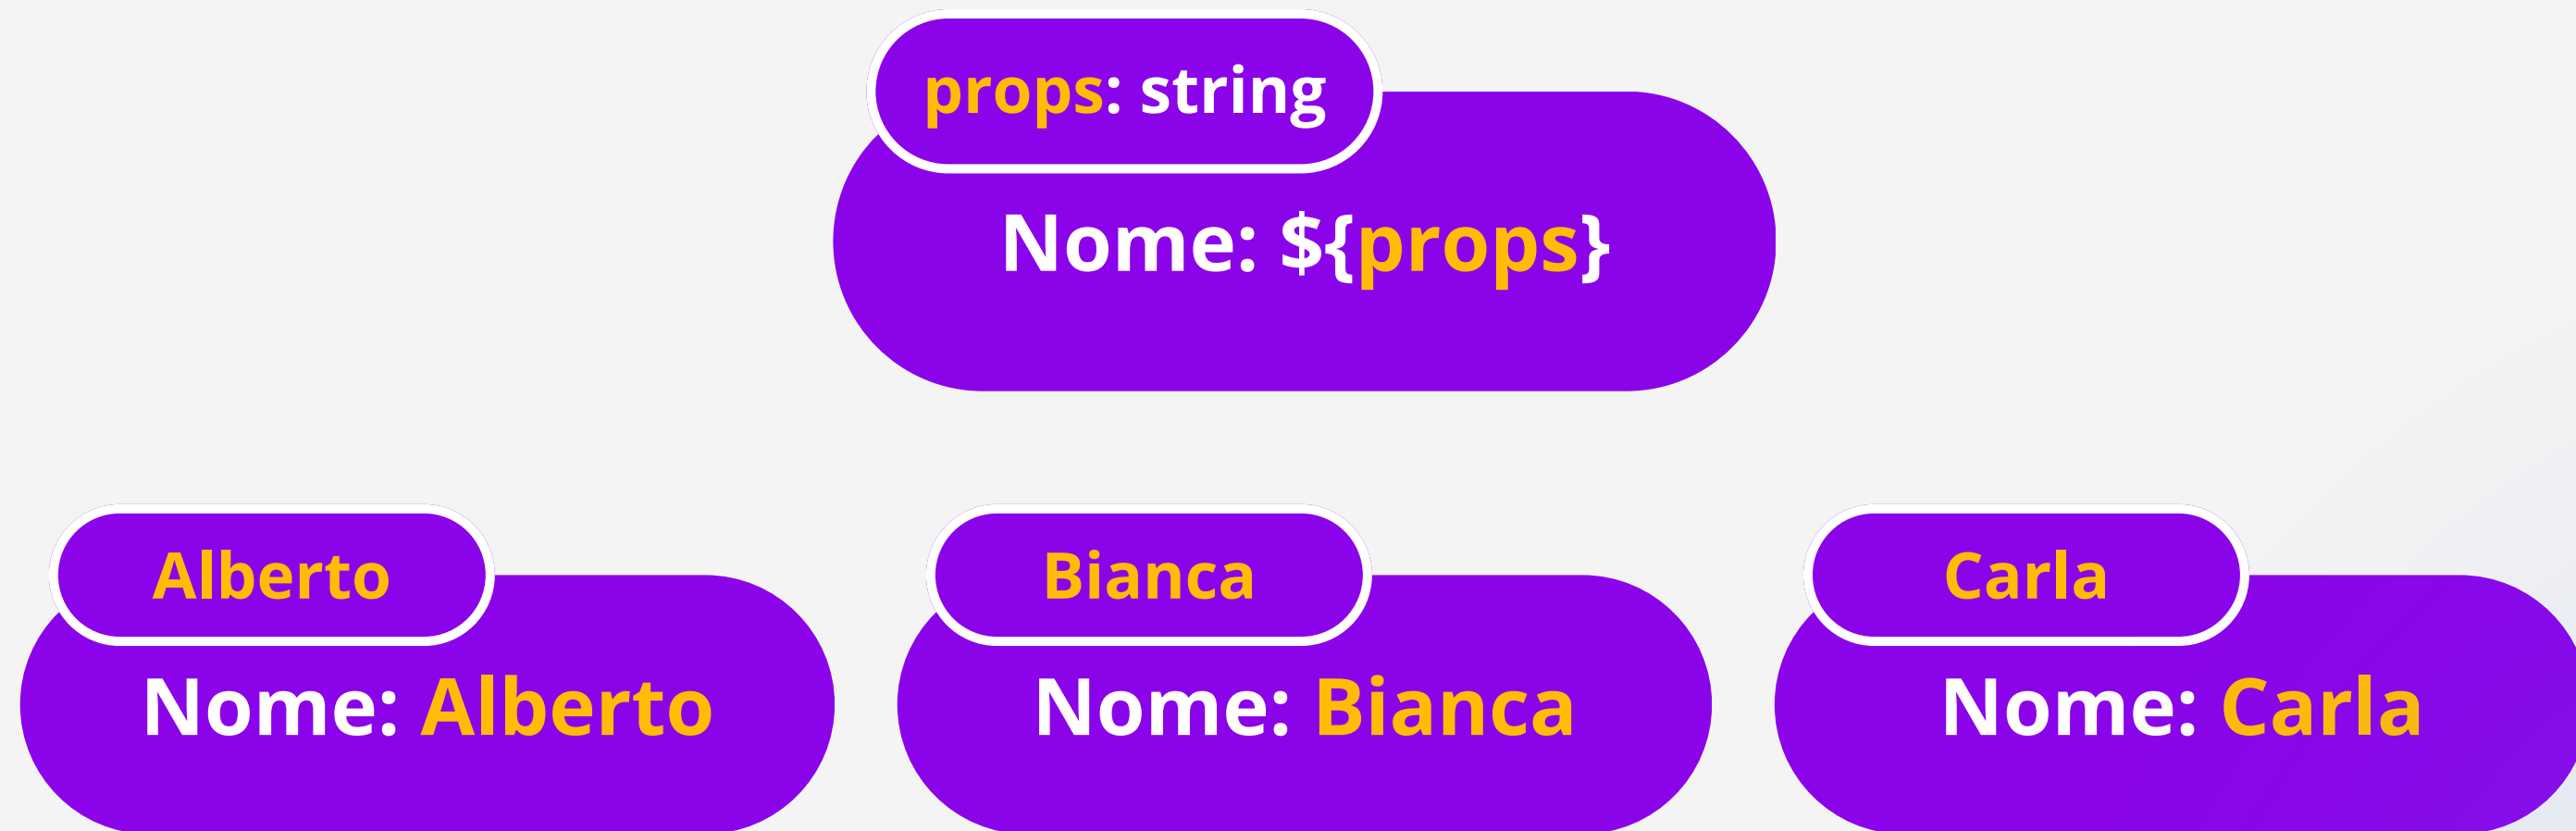 props: string
Nome: ${props}
Alberto
Nome: Alberto
Bianca
Nome: Bianca
Carla
Nome: Carla